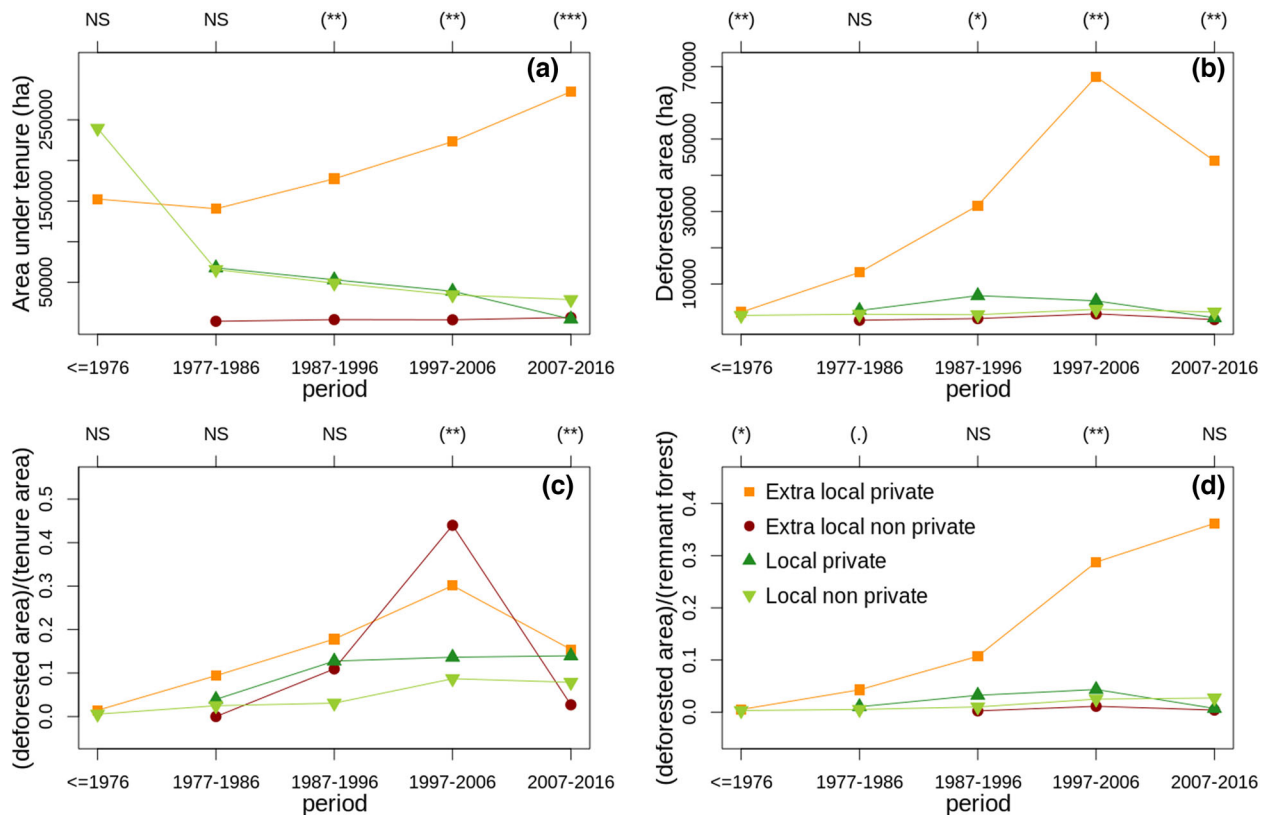 NS NS (**) (**) (***)
(a)
Area under tenure (ha)
250000
150000
50000
<=1976 1977-1986 1987-1996 1997-2006 2007-2016
period
(**) NS (*) (**) (**)
(b)
Deforested area (ha)
70000
50000
30000
10000
<=1976 1977-1986 1987-1996 1997-2006 2007-2016
period
NS NS NS (**) (**)
(c)
(deforested area)/(tenure area)
0.5
0.4
0.3
0.2
0.1
0.0
<=1976 1977-1986 1987-1996 1997-2006 2007-2016
period
(*) (.) NS (**) NS
(d)
(deforested area)/(remnant forest)
0.4
0.3
0.2
0.1
0.0
Extra local private
Extra local non private
Local private
Local non private
<=1976 1977-1986 1987-1996 1997-2006 2007-2016
period